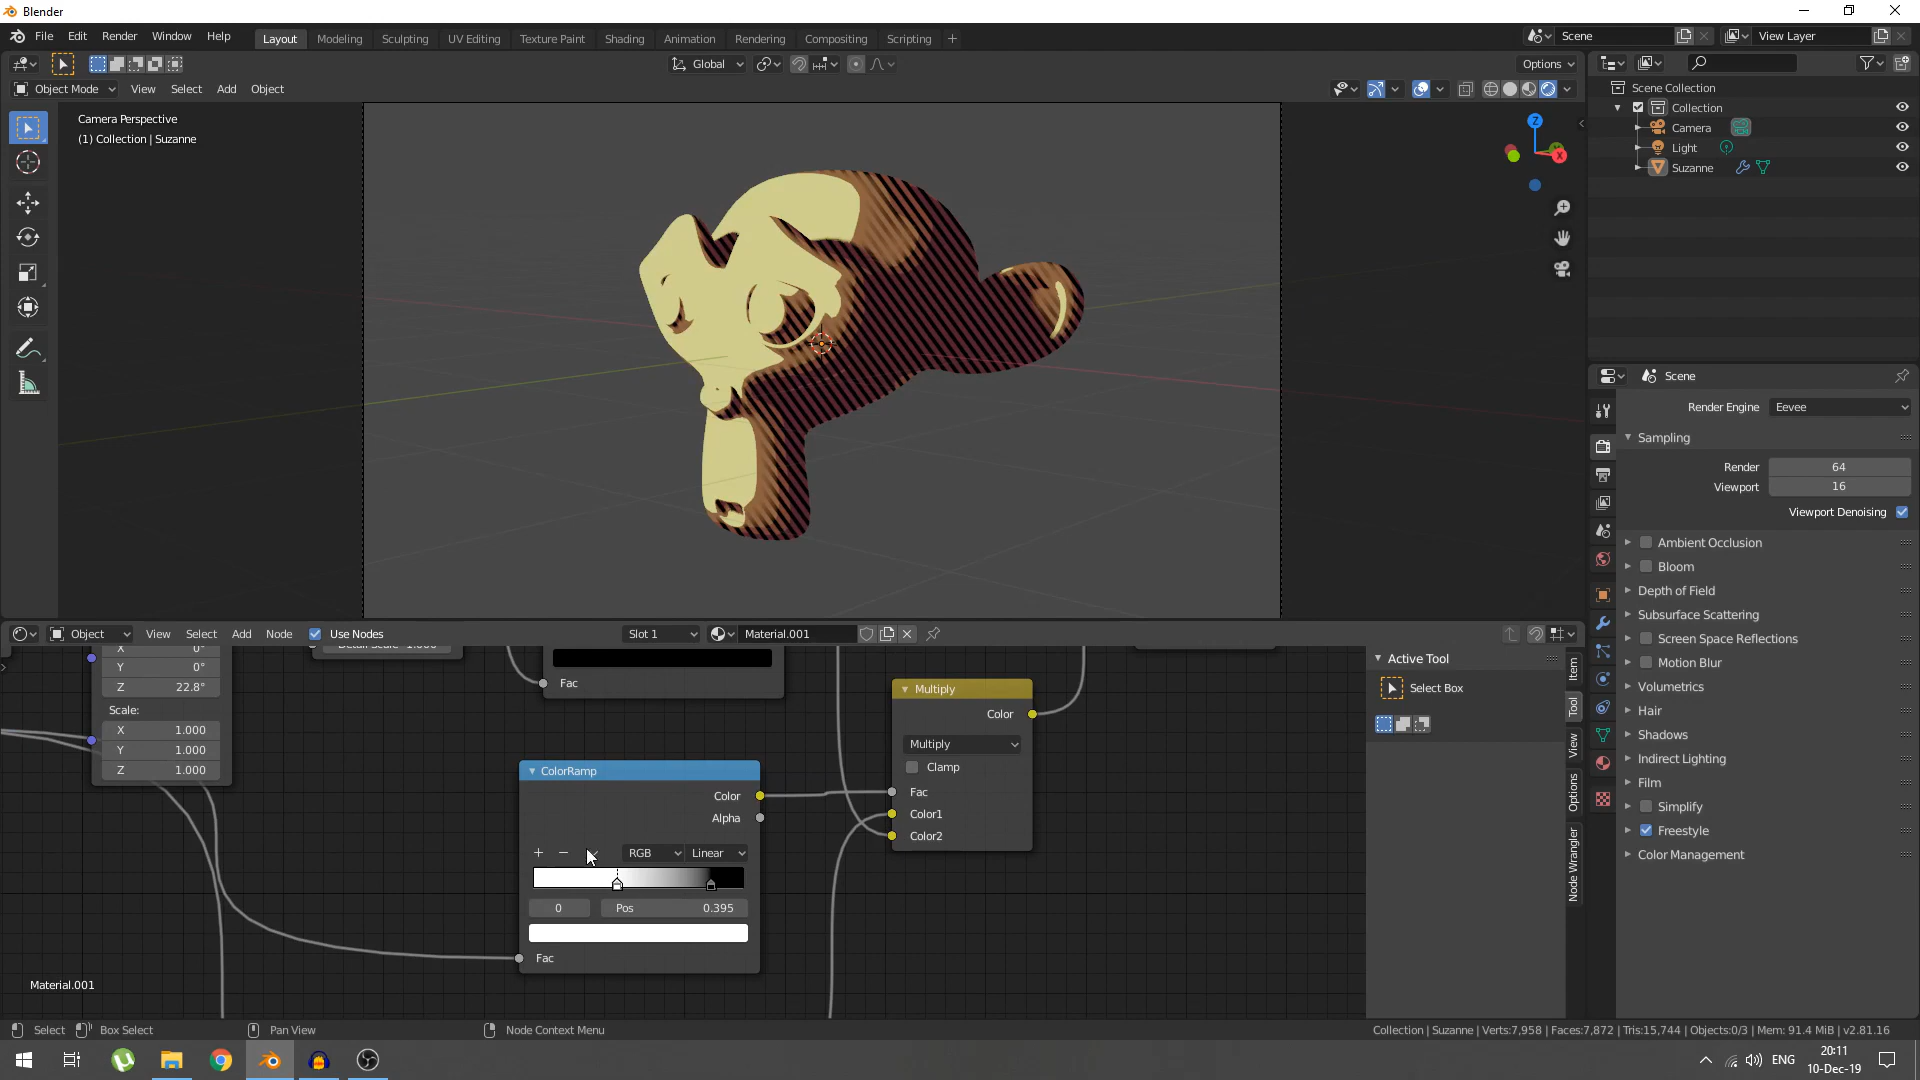 Blender
File Edit Render Window Help
Layout Modeling Sculpting UV Editing Texture Paint Shading Animation Rendering Compositing Scripting +
Scene View Layer
Global
Options
Object Mode View Select Add Object
Camera Perspective
(1) Collection | Suzanne
Z
X
Scene Collection
Collection
Camera
Light
Suzanne
Scene
Render Engine Eevee
Sampling
Render 64
Viewport 16
Viewport Denoising
Ambient Occlusion
Bloom
Depth of Field
Subsurface Scattering
Screen Space Reflections
Motion Blur
Volumetrics
Hair
Shadows
Indirect Lighting
Film
Simplify
Freestyle
Color Management
Object View Select Add Node Use Nodes Slot 1 Material.001
X 0°
Y 0°
Z 22.8°
Scale:
X 1.000
Y 1.000
Z 1.000
Detail Scale 1.000
Fac
ColorRamp
Color
Alpha
+ − RGB Linear
0 Pos 0.395
Fac
Multiply
Color
Multiply
Clamp
Fac
Color1
Color2
Active Tool
Select Box
Item
Tool
View
Options
Node Wrangler
Material.001
Select Box Select Pan View Node Context Menu
Collection | Suzanne | Verts:7,958 | Faces:7,872 | Tris:15,744 | Objects:0/3 | Mem: 91.4 MiB | v2.81.16
ENG
20:11
10-Dec-19